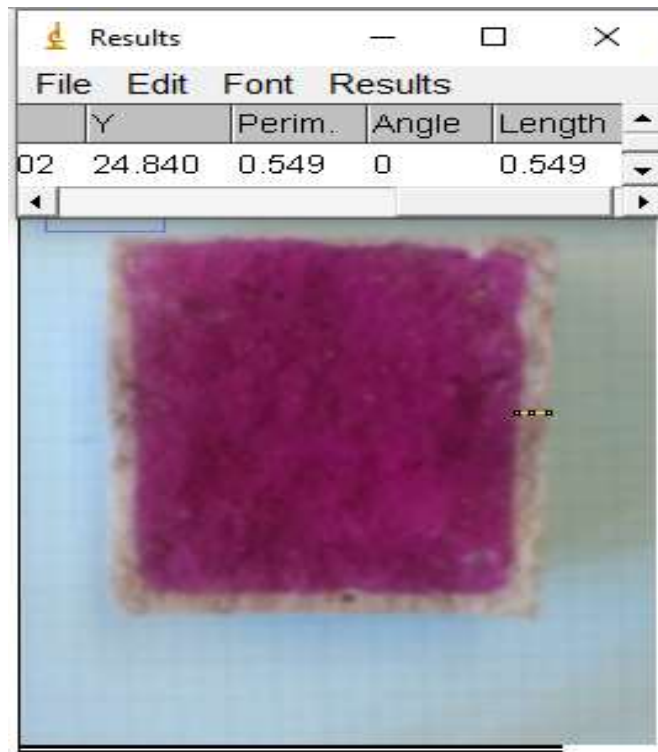 Results
File Edit Font Results
Y Perim. Angle Length
02 24.840 0.549 0 0.549